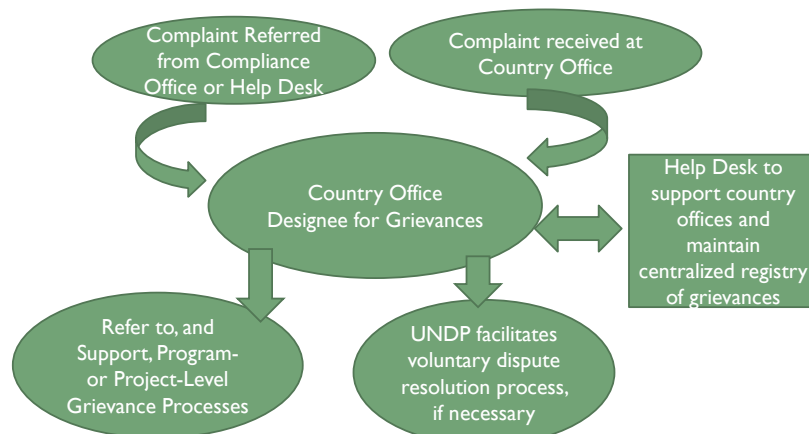 Complaint Referred
from Compliance
Office or Help Desk
Complaint received at
Country Office
Country Office
Designee for Grievances
Help Desk to
support country
offices and
maintain
centralized registry
of grievances
Refer to, and
Support, Program-
or Project-Level
Grievance Processes
UNDP facilitates
voluntary dispute
resolution process,
if necessary